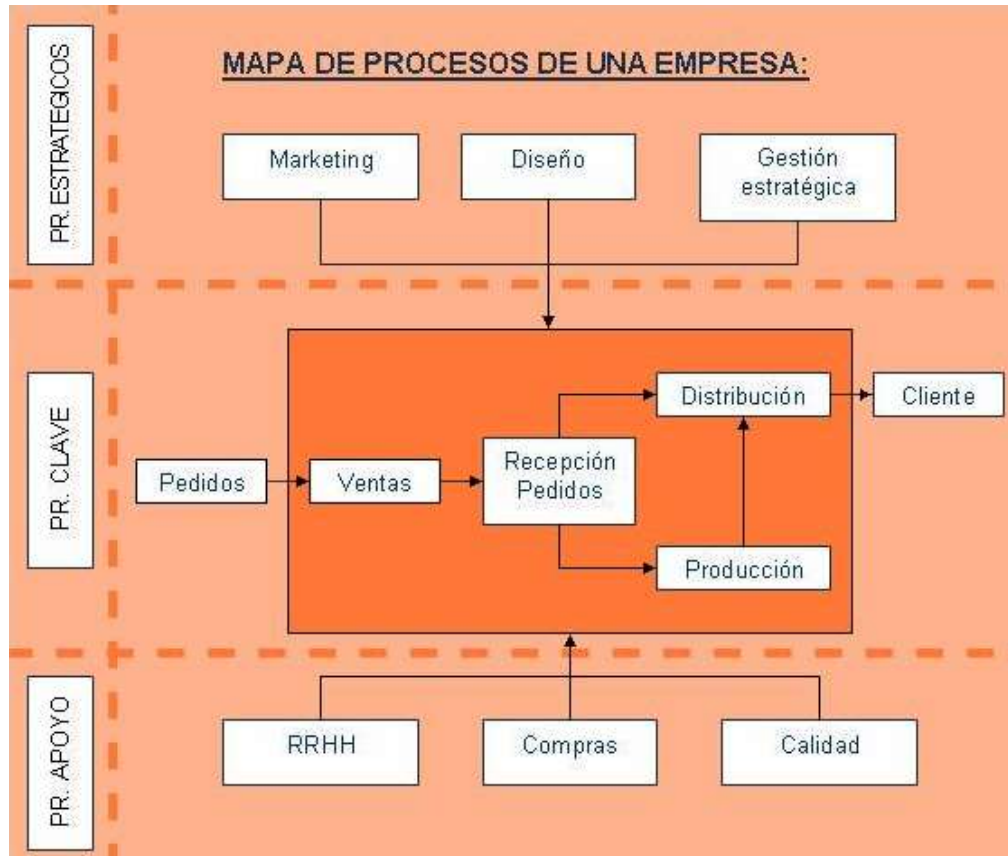 MAPA DE PROCESOS DE UNA EMPRESA:
PR. ESTRATEGICOS
Marketing
Diseño
Gestión
estratégica
PR. CLAVE
Pedidos
Ventas
Recepción
Pedidos
Distribución
Producción
Cliente
PR. APOYO
RRHH
Compras
Calidad